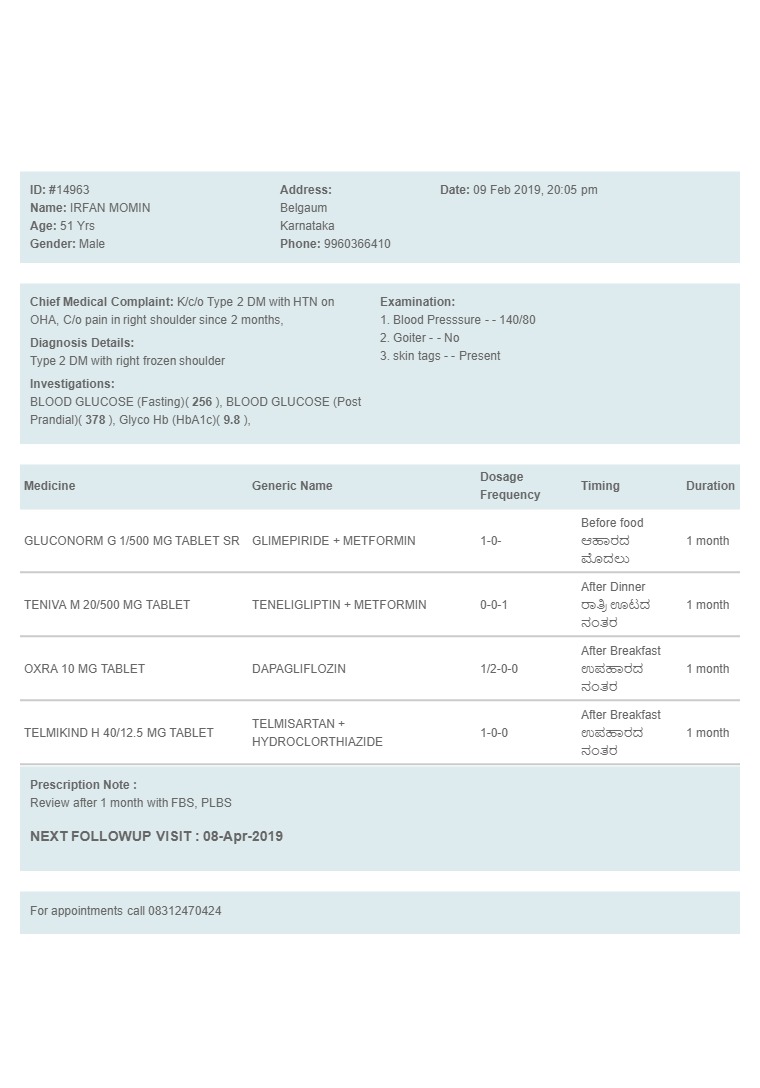 ID: #14963
Name: IRFAN MOMIN
Age: 51 Yrs
Gender: Male
Address:
Belgaum
Karnataka
Phone: 9960366410
Date: 09 Feb 2019, 20:05 pm
Chief Medical Complaint: K/c/o Type 2 DM with HTN on
OHA, C/o pain in right shoulder since 2 months,
Diagnosis Details:
Type 2 DM with right frozen shoulder
Investigations:
BLOOD GLUCOSE (Fasting)( 256 ), BLOOD GLUCOSE (Post
Prandial)( 378 ), Glyco Hb (HbA1c)( 9.8 ),
Examination:
1. Blood Presssure - - 140/80
2. Goiter - - No
3. skin tags - - Present
Medicine Generic Name Dosage Frequency Timing Duration
GLUCONORM G 1/500 MG TABLET SR GLIMEPIRIDE + METFORMIN 1-0- Before food 1 month
ಆಹಾರದ
ಮೊದಲು
TENIVA M 20/500 MG TABLET TENELIGLIPTIN + METFORMIN 0-0-1 After Dinner 1 month
ರಾತ್ರಿ ಊಟದ
ನಂತರ
OXRA 10 MG TABLET DAPAGLIFLOZIN 1/2-0-0 After Breakfast 1 month
ಉಪಹಾರದ
ನಂತರ
TELMIKIND H 40/12.5 MG TABLET TELMISARTAN + HYDROCLORTHIAZIDE 1-0-0 After Breakfast 1 month
ಉಪಹಾರದ
ನಂತರ
Prescription Note :
Review after 1 month with FBS, PLBS
NEXT FOLLOWUP VISIT : 08-Apr-2019
For appointments call 08312470424